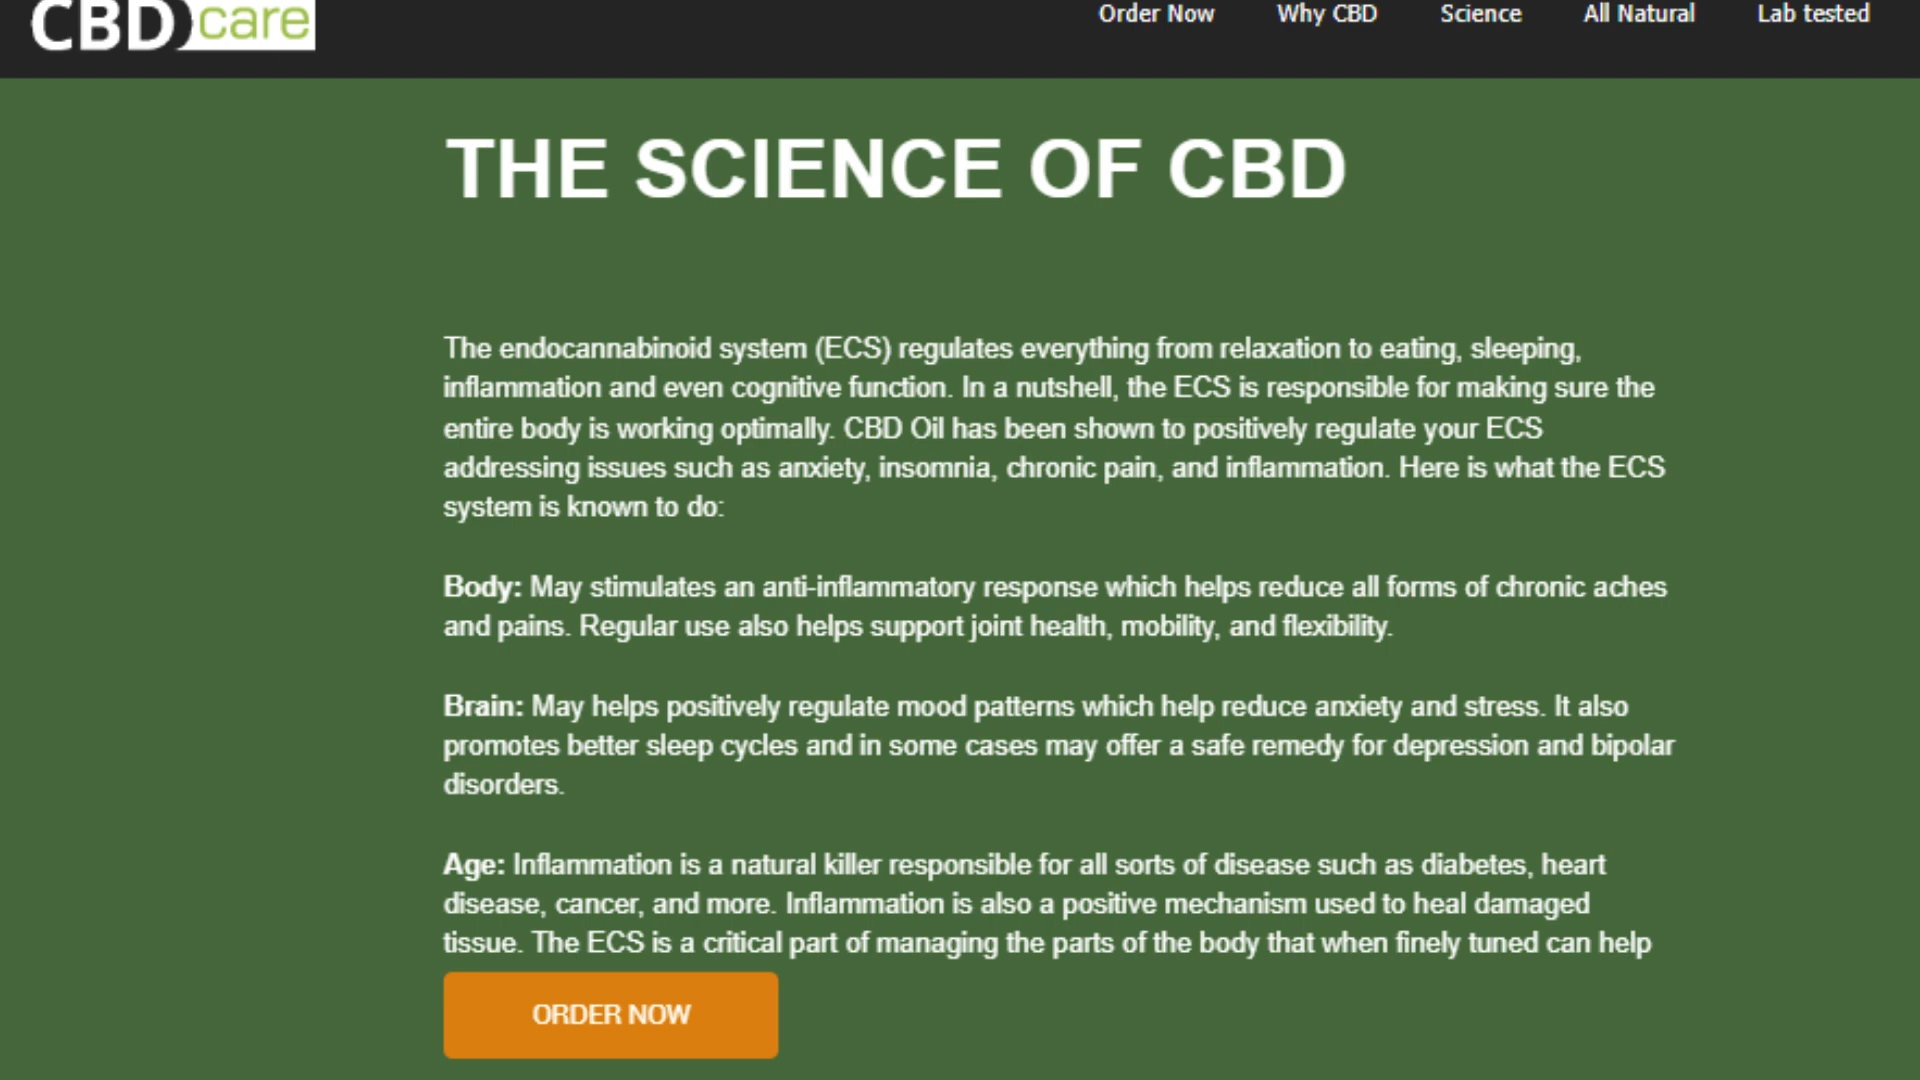 CBD care
Order Now Why CBD Science All Natural Lab tested
THE SCIENCE OF CBD
The endocannabinoid system (ECS) regulates everything from relaxation to eating, sleeping,
inflammation and even cognitive function. In a nutshell, the ECS is responsible for making sure the
entire body is working optimally. CBD Oil has been shown to positively regulate your ECS
addressing issues such as anxiety, insomnia, chronic pain, and inflammation. Here is what the ECS
system is known to do:
Body: May stimulates an anti-inflammatory response which helps reduce all forms of chronic aches
and pains. Regular use also helps support joint health, mobility, and flexibility.
Brain: May helps positively regulate mood patterns which help reduce anxiety and stress. It also
promotes better sleep cycles and in some cases may offer a safe remedy for depression and bipolar
disorders.
Age: Inflammation is a natural killer responsible for all sorts of disease such as diabetes, heart
disease, cancer, and more. Inflammation is also a positive mechanism used to heal damaged
tissue. The ECS is a critical part of managing the parts of the body that when finely tuned can help
ORDER NOW